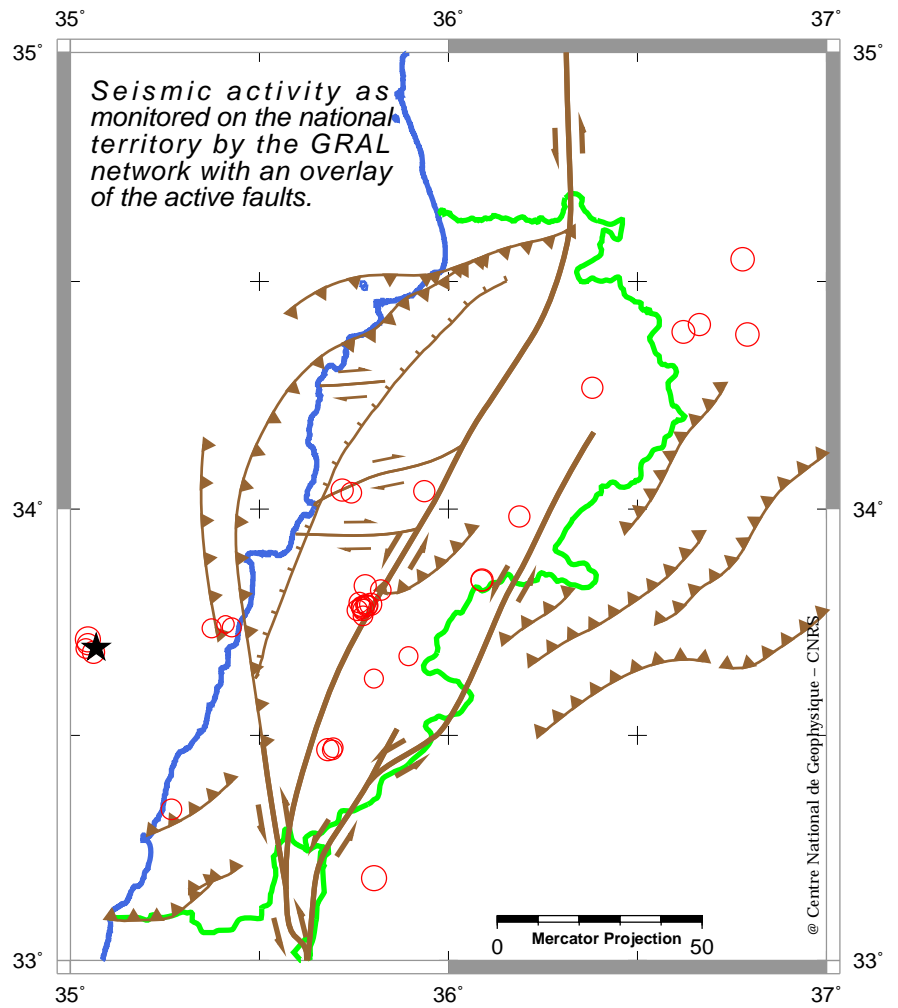 35˚ 36˚ 37˚
35˚ 35˚
Seismic activity as
monitored on the national
territory by the GRAL
network with an overlay
of the active faults.
34˚ 34˚
@ Centre National de Geophysique – CNRS
Mercator Projection
0 50
33˚ 33˚
35˚ 36˚ 37˚